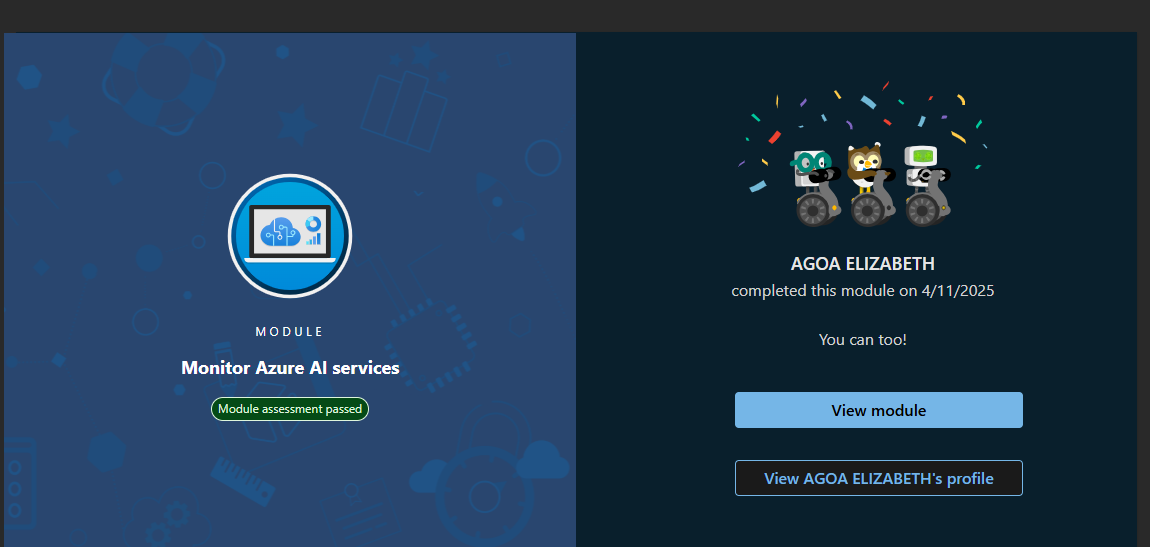 MODULE
Monitor Azure AI services
Module assessment passed
AGOA ELIZABETH
completed this module on 4/11/2025
You can too!
View module
View AGOA ELIZABETH's profile